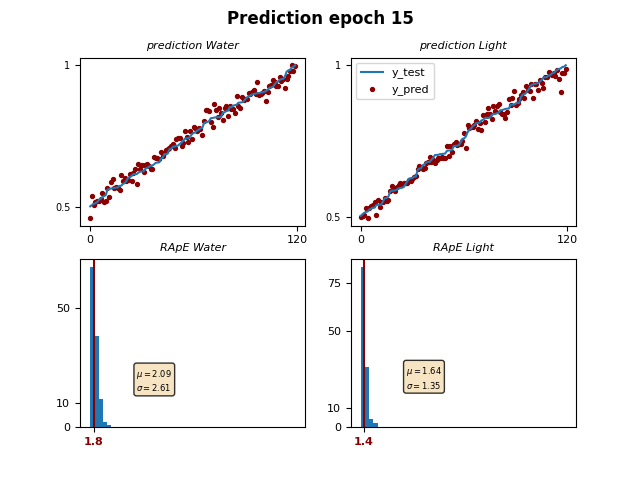 Prediction epoch 15
prediction Water
prediction Light
1
0.5
0
120
1
0.5
0
120
y_test
y_pred
RApE Water
RApE Light
50
10
0
μ = 2.09
σ = 2.61
1.8
75
50
10
0
μ = 1.64
σ = 1.35
1.4